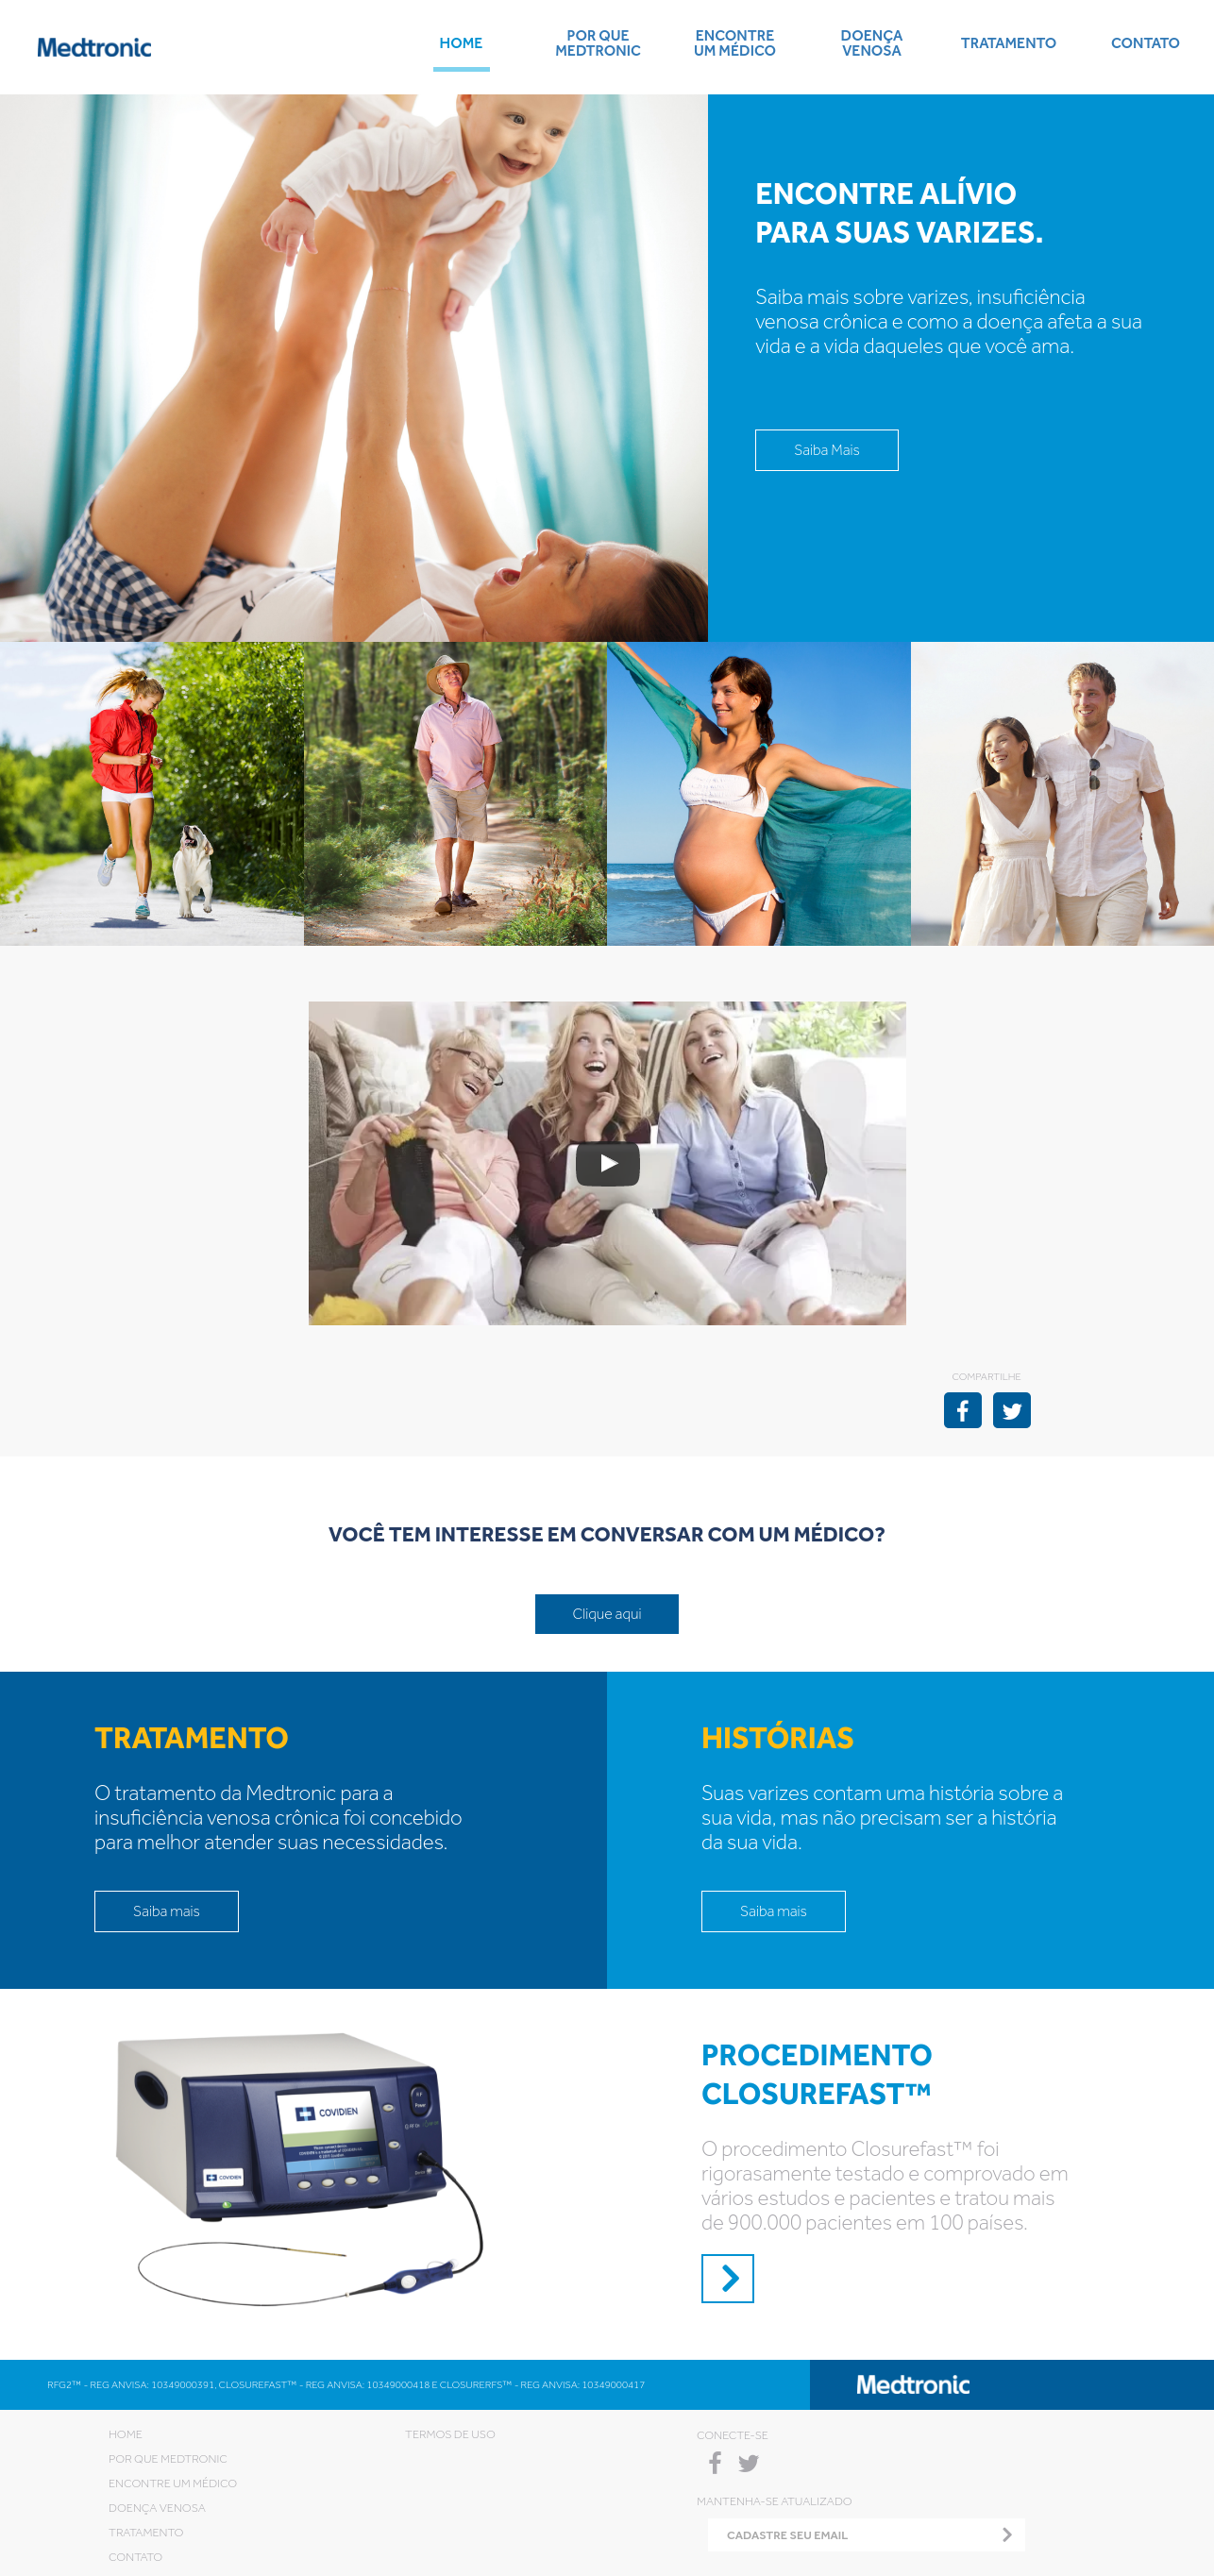 Medtronic
HOME
POR QUE
MEDTRONIC
ENCONTRE
UM MÉDICO
DOENÇA
VENOSA
TRATAMENTO
CONTATO
ENCONTRE ALÍVIO
PARA SUAS VARIZES.
Saiba mais sobre varizes, insuficiência
venosa crônica e como a doença afeta a sua
vida e a vida daqueles que você ama.
Saiba Mais
COMPARTILHE
VOCÊ TEM INTERESSE EM CONVERSAR COM UM MÉDICO?
Clique aqui
TRATAMENTO
O tratamento da Medtronic para a
insuficiência venosa crônica foi concebido
para melhor atender suas necessidades.
Saiba mais
HISTÓRIAS
Suas varizes contam uma história sobre a
sua vida, mas não precisam ser a história
da sua vida.
Saiba mais
COVIDIEN
COVIDIEN
RF
Power
PROCEDIMENTO
CLOSUREFAST™
O procedimento Closurefast™ foi
rigorasamente testado e comprovado em
vários estudos e pacientes e tratou mais
de 900.000 pacientes em 100 países.
RFG2™ - REG ANVISA: 10349000391, CLOSUREFAST™ - REG ANVISA: 10349000418 E CLOSURERFS™ - REG ANVISA: 10349000417
Medtronic
HOME
POR QUE MEDTRONIC
ENCONTRE UM MÉDICO
DOENÇA VENOSA
TRATAMENTO
CONTATO
TERMOS DE USO
CONECTE-SE
MANTENHA-SE ATUALIZADO
CADASTRE SEU EMAIL